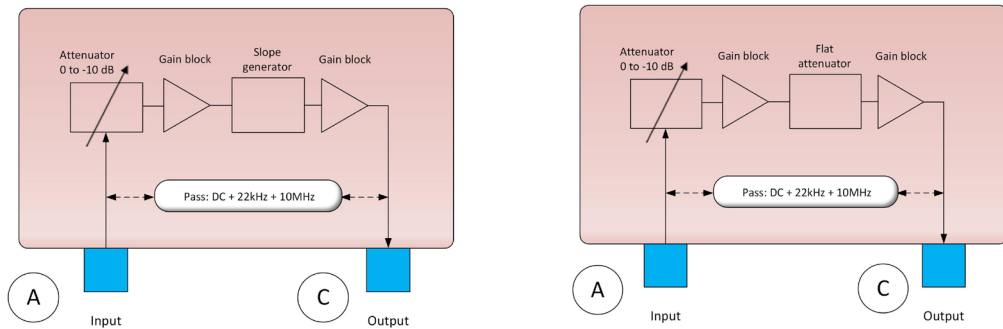 Attenuator
0 to -10 dB
Gain block
Slope
generator
Gain block
Pass: DC + 22kHz + 10MHz
A
C
Input
Output
Attenuator
0 to -10 dB
Gain block
Flat
attenuator
Gain block
Pass: DC + 22kHz + 10MHz
A
C
Input
Output